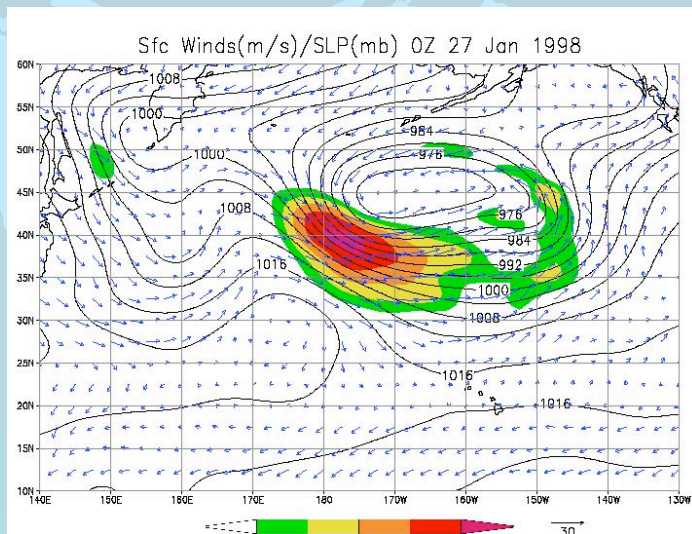 Sfc Winds(m/s)/SLP(mb) 0Z 27 Jan 1998
60N
1008
55N
1000
984
50N
976
1000
45N
1008
976
40N
984
1016
992
35N
1000
30N
1008
25N
1016
20N
1016
15N
10N
140E 150E 160E 170E 180 170W 160W 150W 140W 130W
30